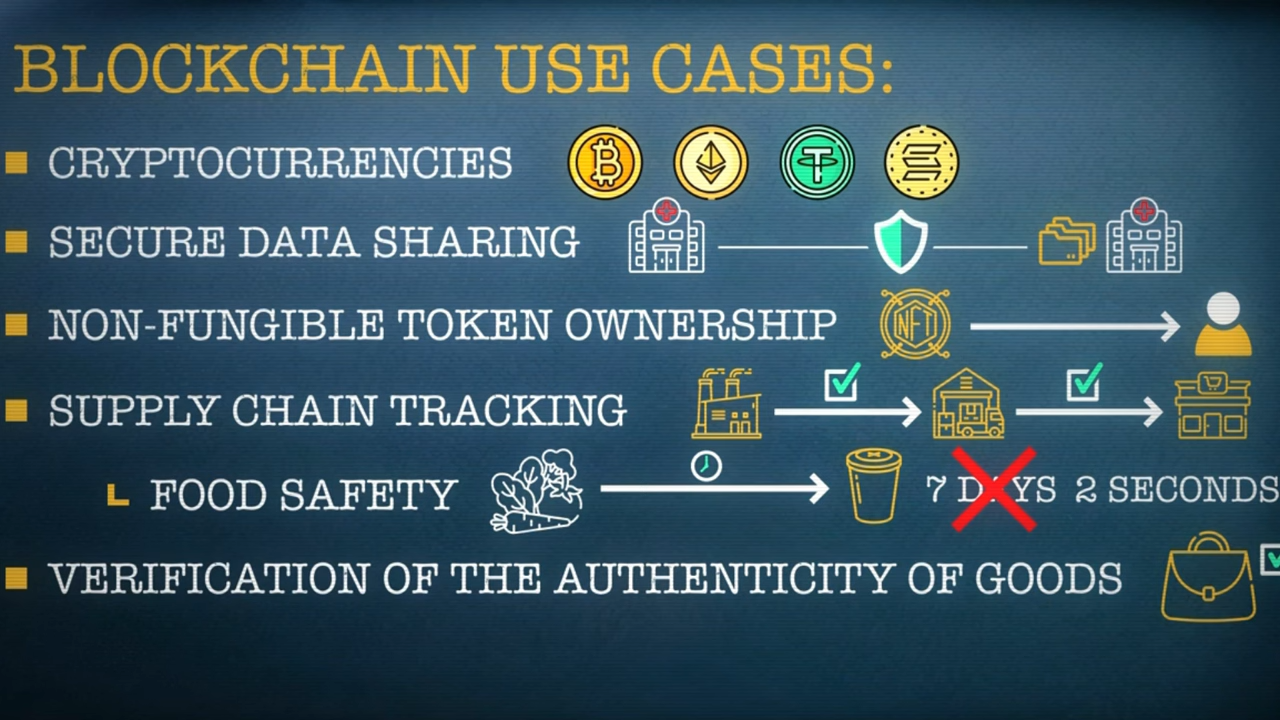 BLOCKCHAIN USE CASES:
CRYPTOCURRENCIES
SECURE DATA SHARING
NON-FUNGIBLE TOKEN OWNERSHIP NFT
SUPPLY CHAIN TRACKING
FOOD SAFETY 7 DAYS 2 SECONDS
VERIFICATION OF THE AUTHENTICITY OF GOODS